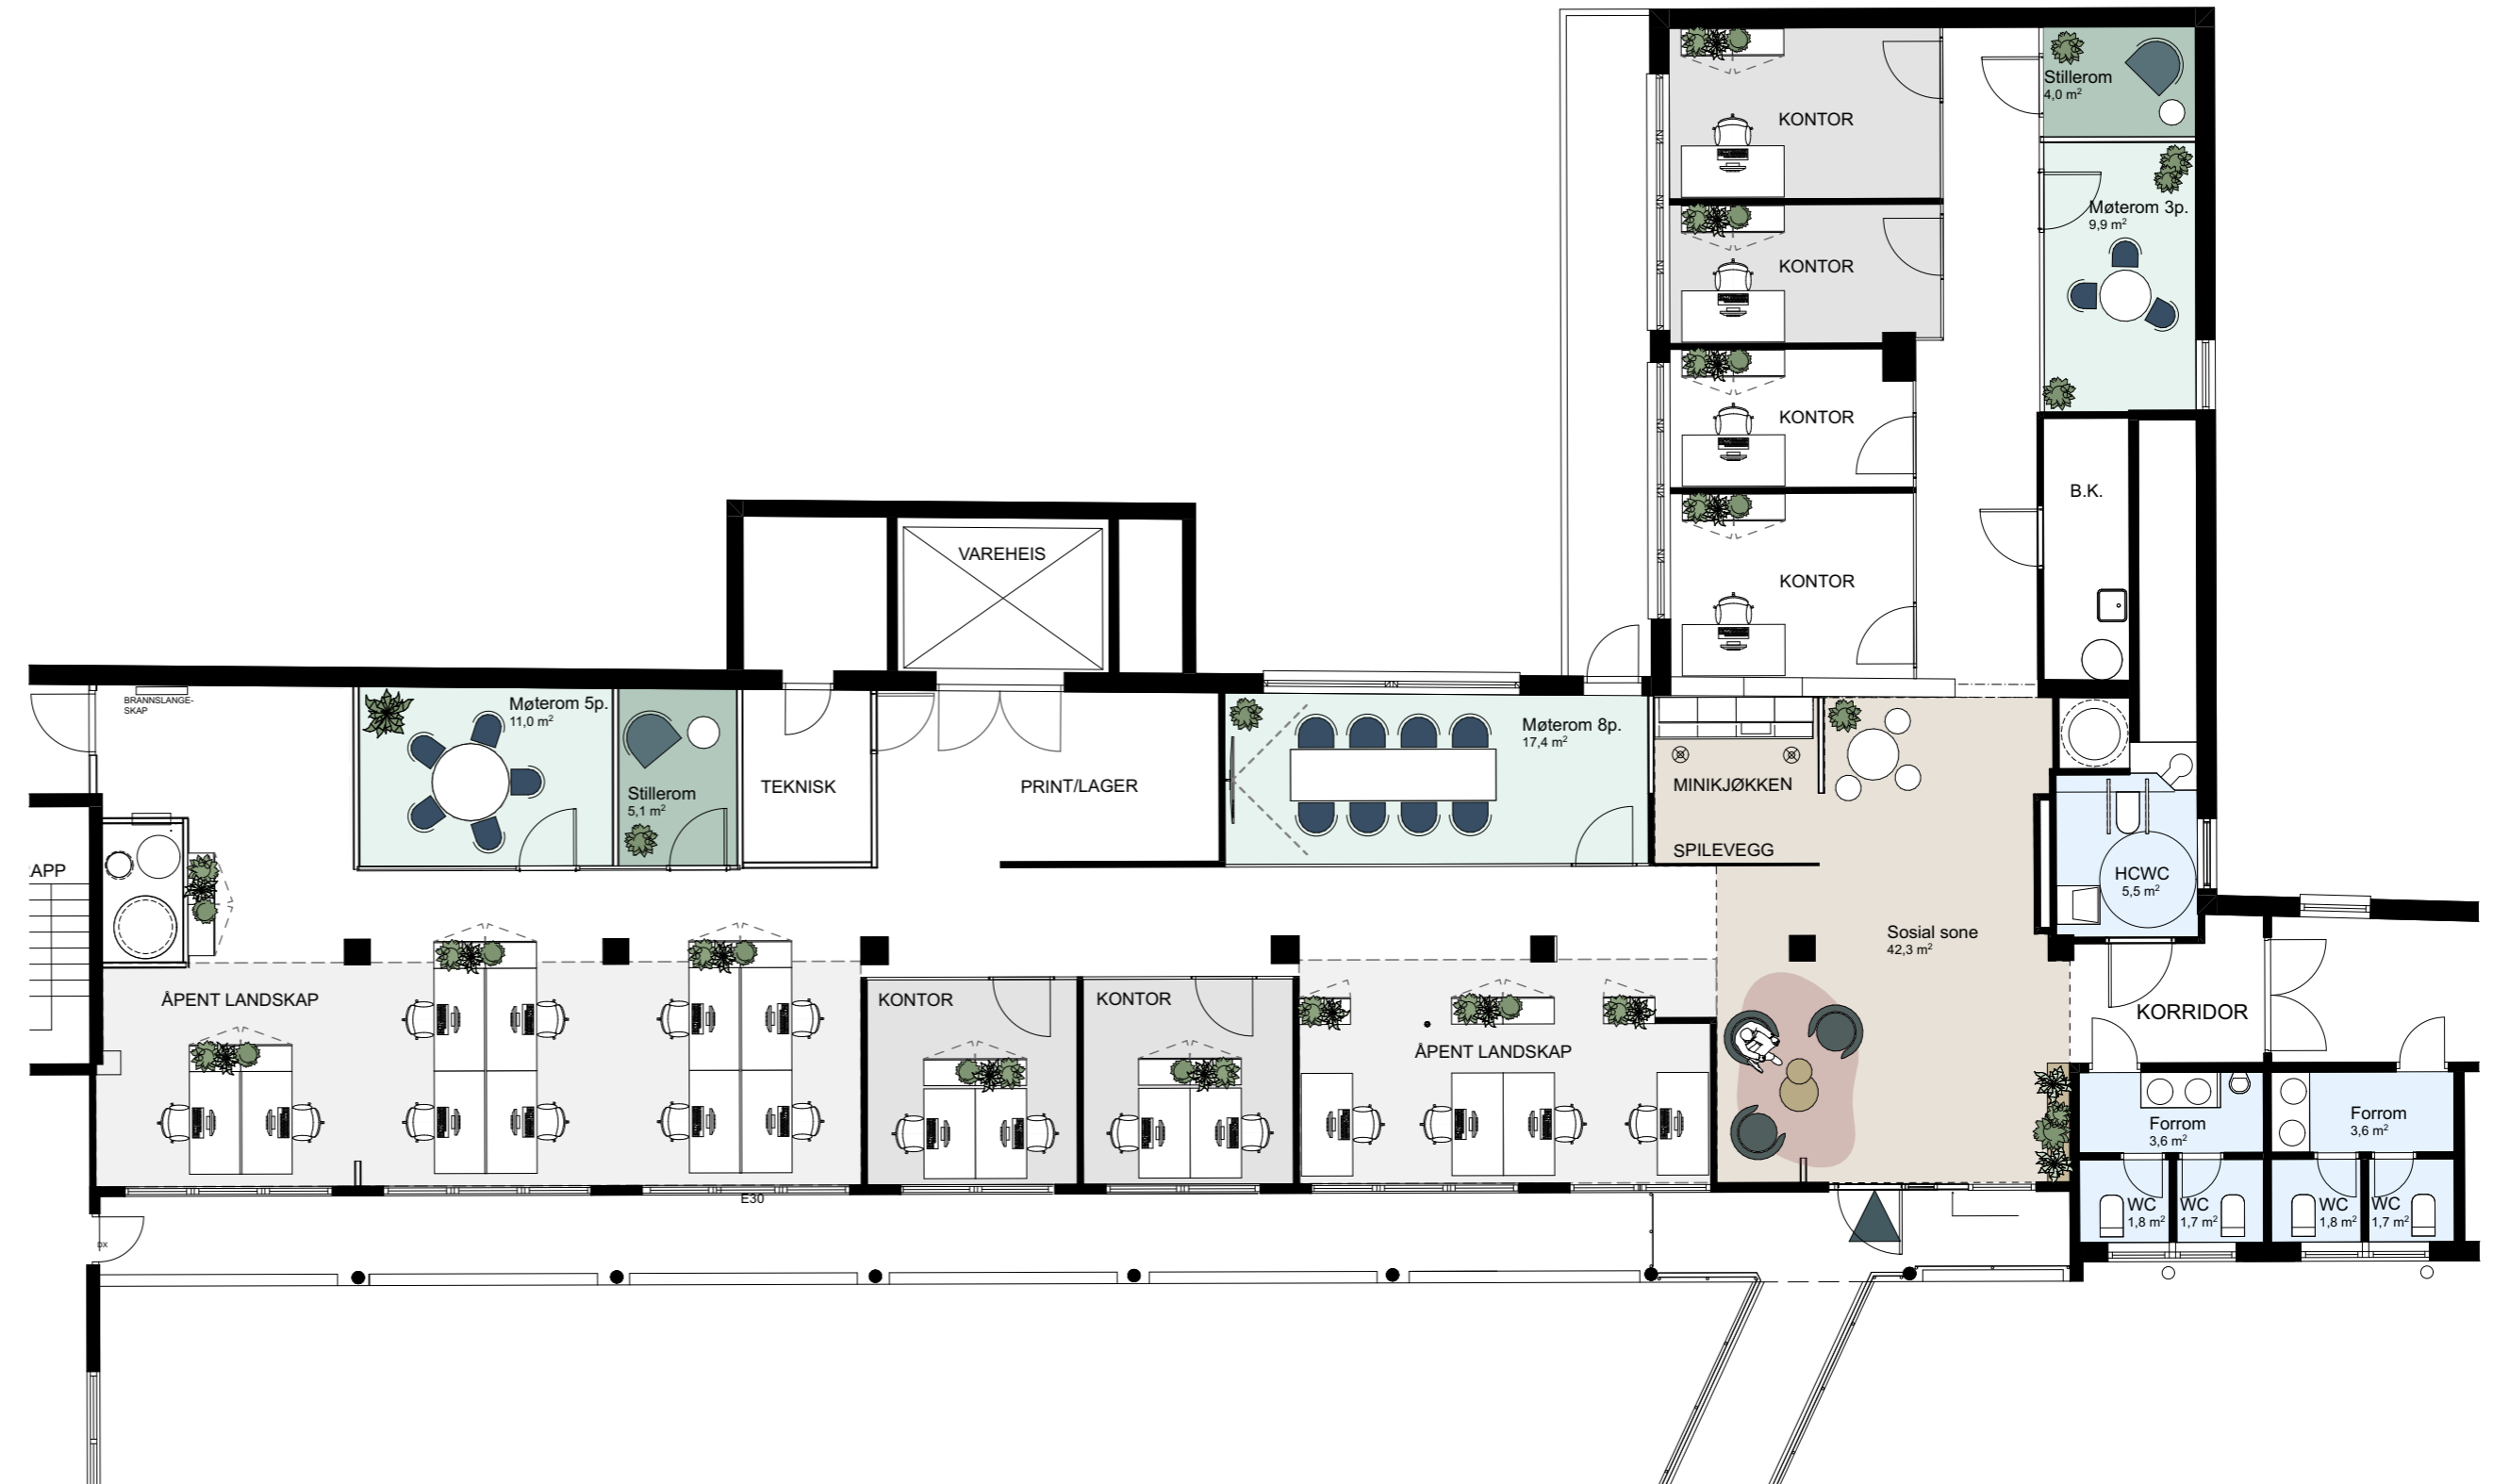 Stillerom
4,0 m²
KONTOR
Møterom 3p.
9,9 m²
KONTOR
KONTOR
B.K.
VAREHEIS
KONTOR
BRANNSLANGE-
SKAP
Møterom 5p.
11,0 m²
Møterom 8p.
17,4 m²
Stillerom
5,1 m²
TEKNISK
PRINT/LAGER
MINIKJØKKEN
SPILEVEGG
APP
HCWC
5,5 m²
Sosial sone
42,3 m²
ÅPENT LANDSKAP
KONTOR
KONTOR
KORRIDOR
ÅPENT LANDSKAP
Forrom
3,6 m²
Forrom
3,6 m²
E30
WC
1,8 m²
WC
1,7 m²
WC
1,8 m²
WC
1,7 m²
DX